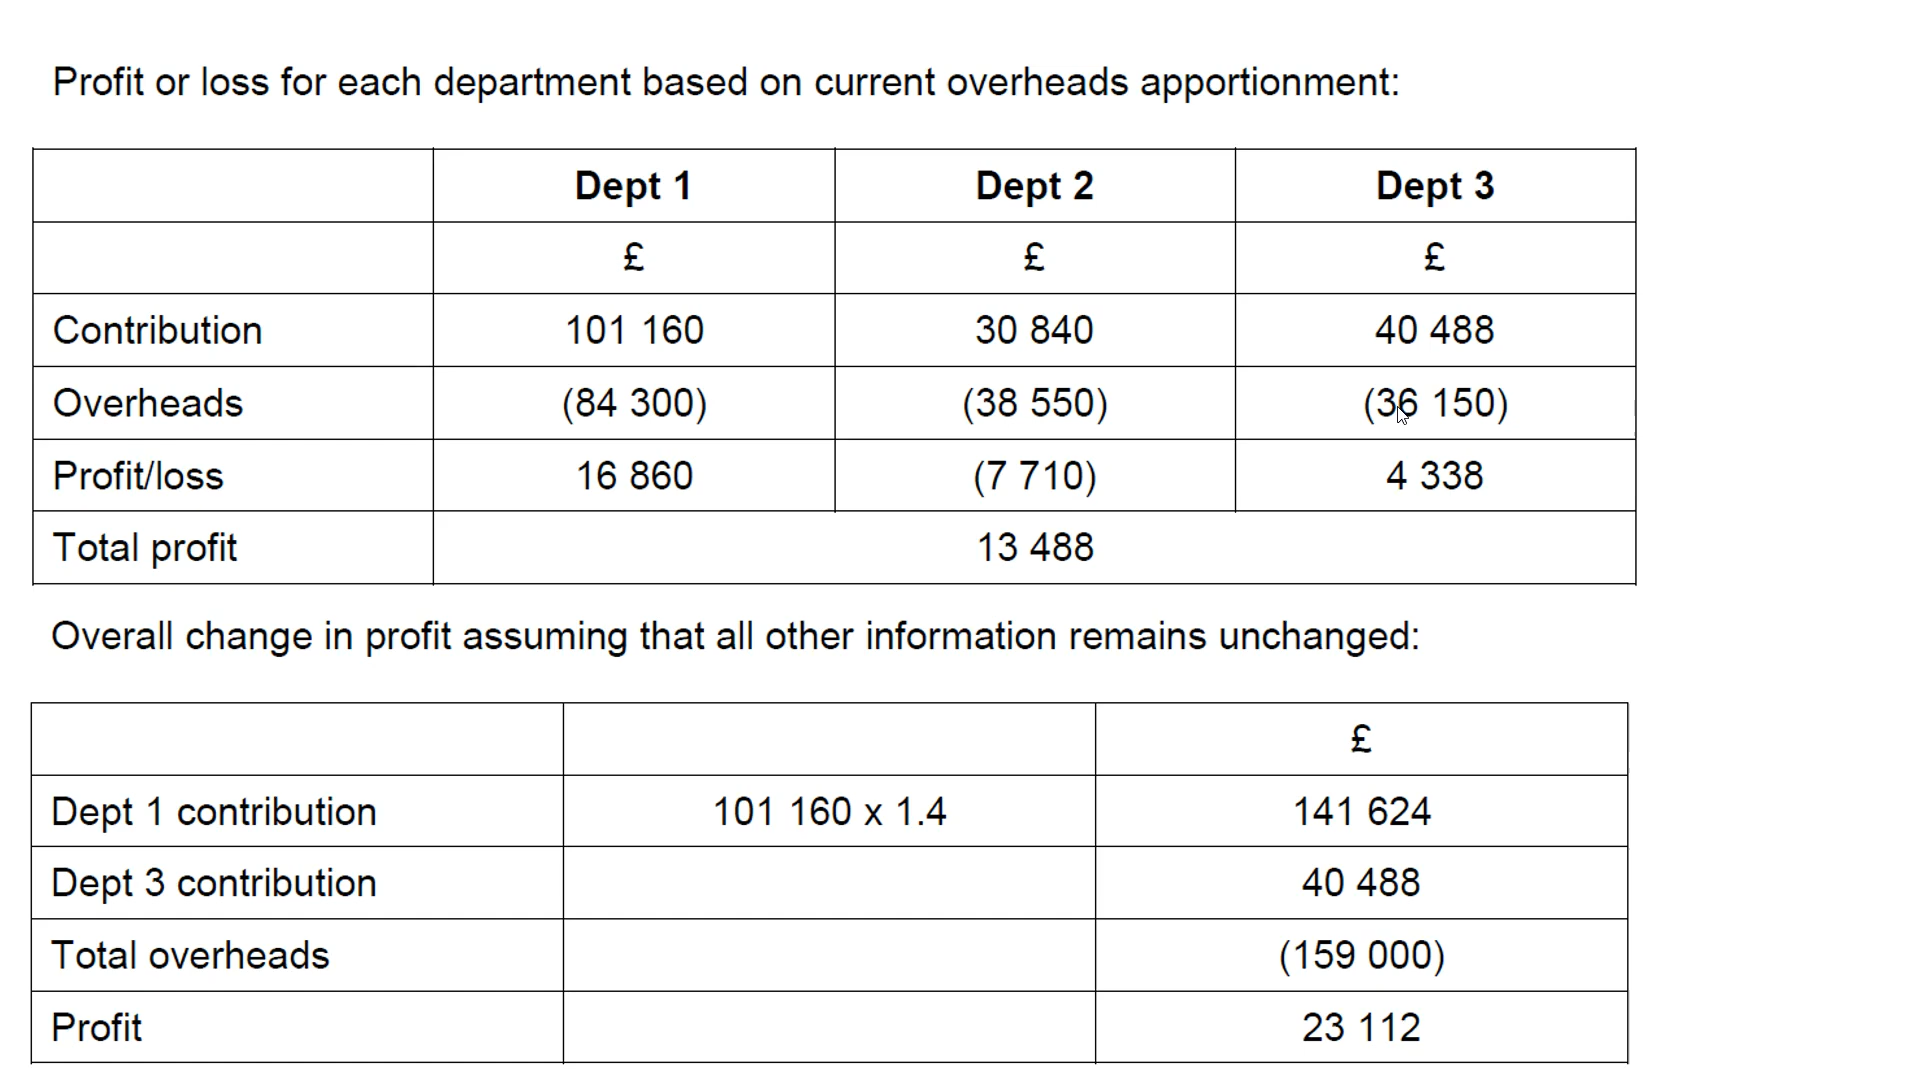 Profit or loss for each department based on current overheads apportionment:
Dept 1 Dept 2 Dept 3
£ £ £
Contribution 101 160 30 840 40 488
Overheads (84 300) (38 550) (36 150)
Profit/loss 16 860 (7 710) 4 338
Total profit 13 488
Overall change in profit assuming that all other information remains unchanged:
£
Dept 1 contribution 101 160 x 1.4 141 624
Dept 3 contribution 40 488
Total overheads (159 000)
Profit 23 112